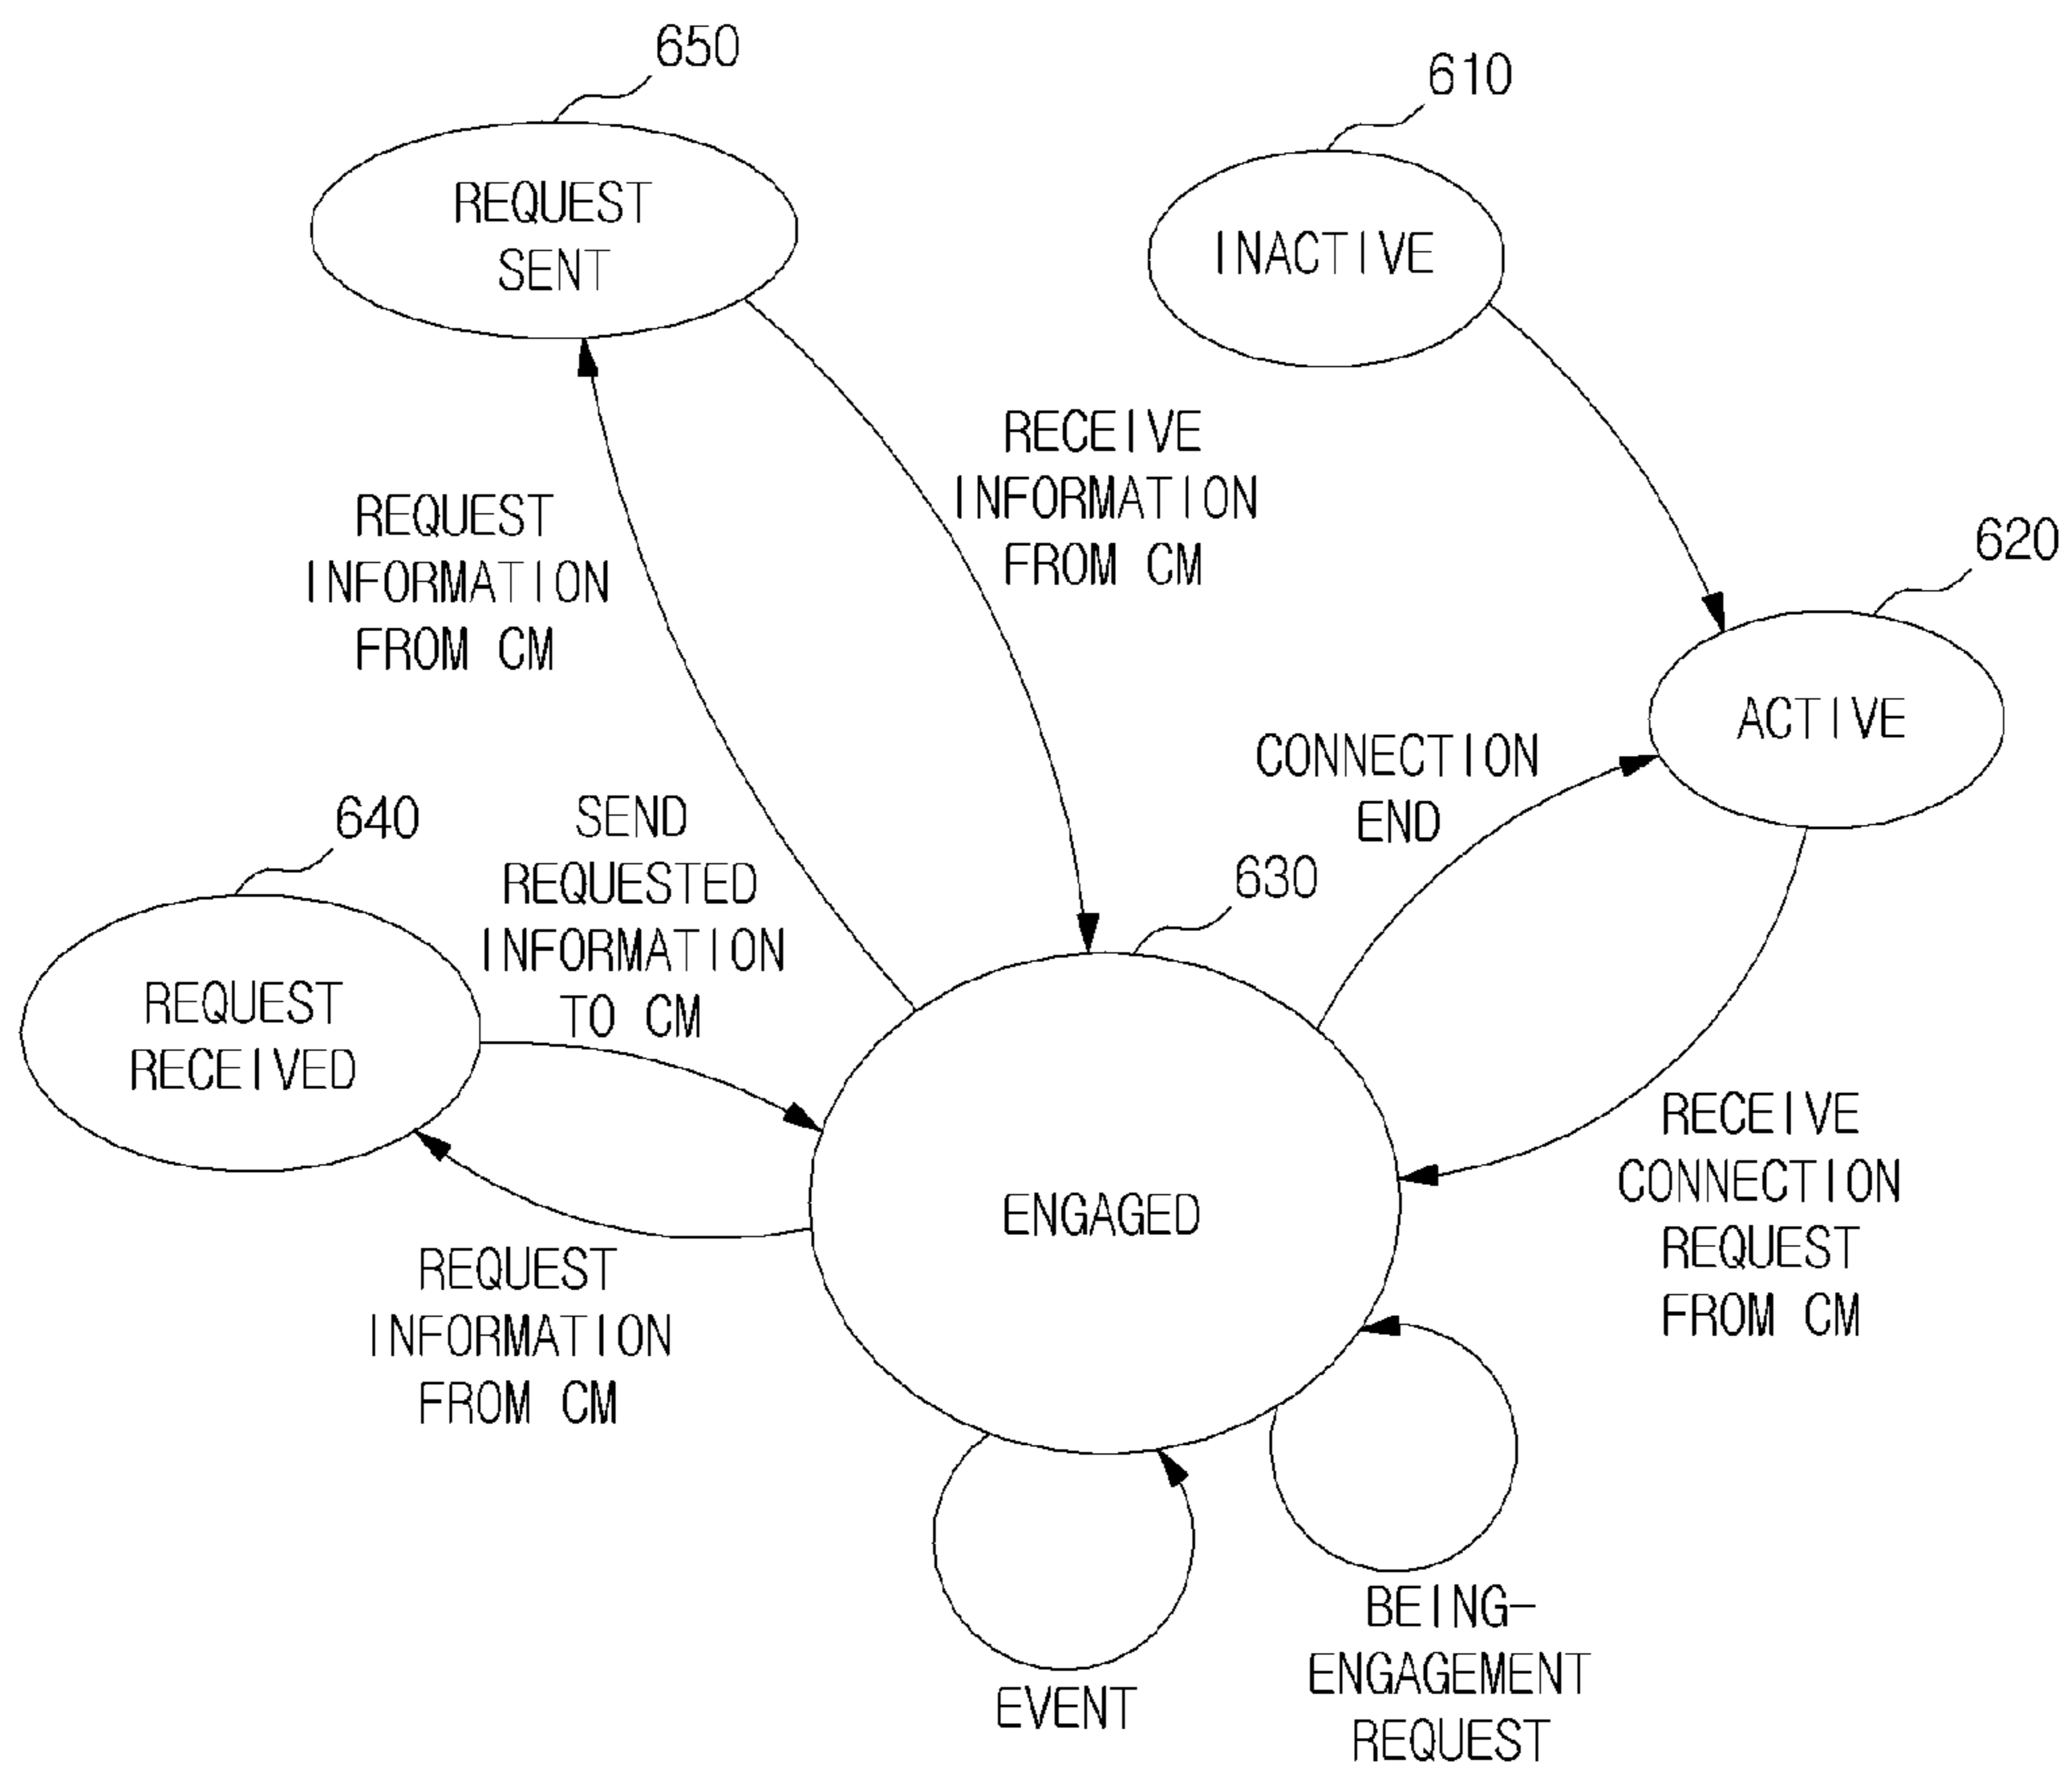 650
REQUEST
SENT
610
INACTIVE
RECEIVE
INFORMATION
FROM CM
REQUEST
INFORMATION
FROM CM
620
ACTIVE
CONNECTION
END
640
SEND
REQUESTED
INFORMATION
TO CM
630
REQUEST
RECEIVED
ENGAGED
RECEIVE
CONNECTION
REQUEST
FROM CM
REQUEST
INFORMATION
FROM CM
EVENT
BEING-
ENGAGEMENT
REQUEST